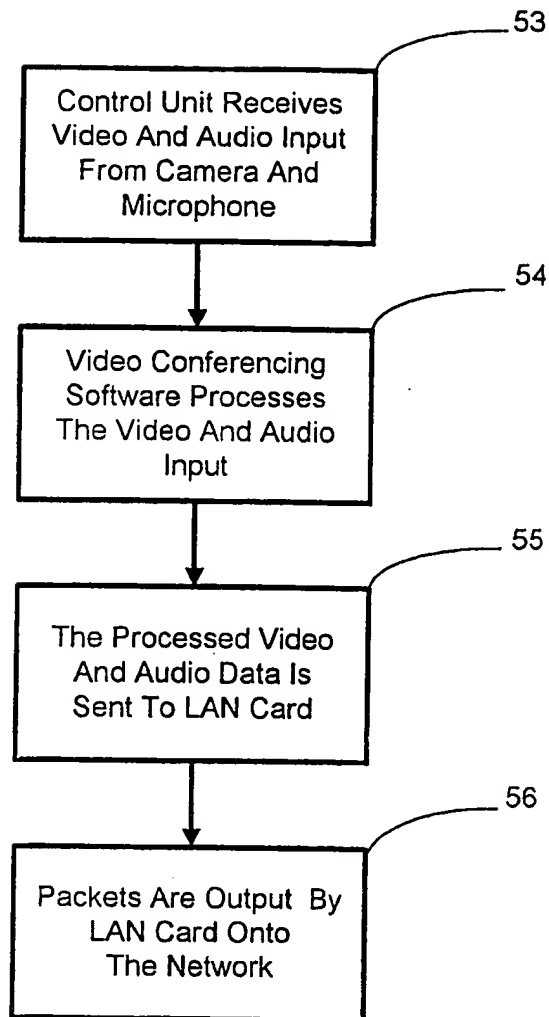 53
Control Unit Receives
Video And Audio Input
From Camera And
Microphone
54
Video Conferencing
Software Processes
The Video And Audio
Input
55
The Processed Video
And Audio Data Is
Sent To LAN Card
56
Packets Are Output By
LAN Card Onto
The Network